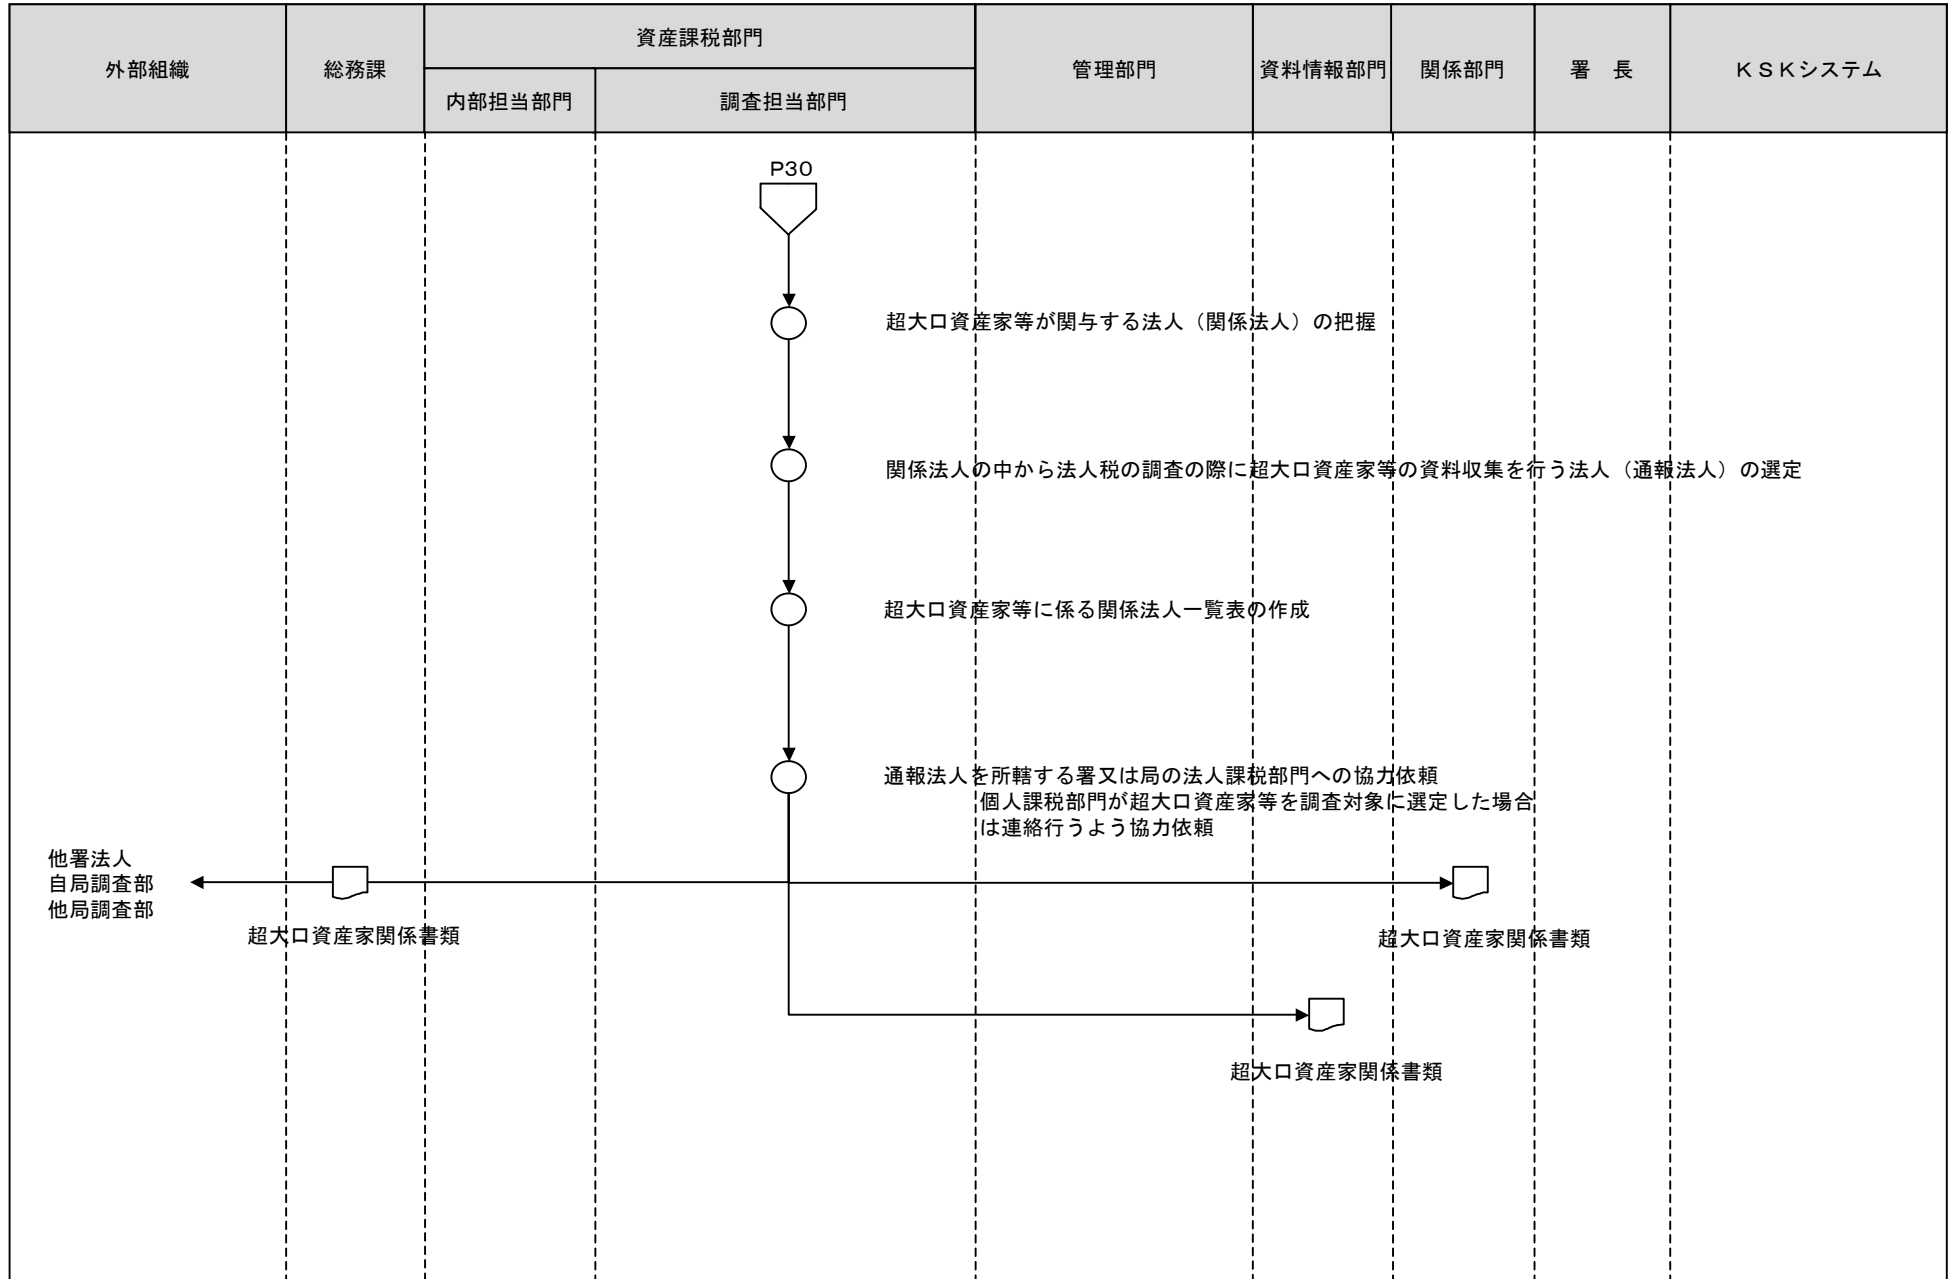 外部組織
総務課
資産課税部門
内部担当部門
調査担当部門
管理部門
資料情報部門
関係部門
署　長
ＫＳＫシステム
P30
超大口資産家等が関与する法人（関係法人）の把握
関係法人の中から法人税の調査の際に超大口資産家等の資料収集を行う法人（通報法人）の選定
超大口資産家等に係る関係法人一覧表の作成
通報法人を所轄する署又は局の法人課税部門への協力依頼
個人課税部門が超大口資産家等を調査対象に選定した場合
は連絡行うよう協力依頼
他署法人
自局調査部
他局調査部
超大口資産家関係書類
超大口資産家関係書類
超大口資産家関係書類